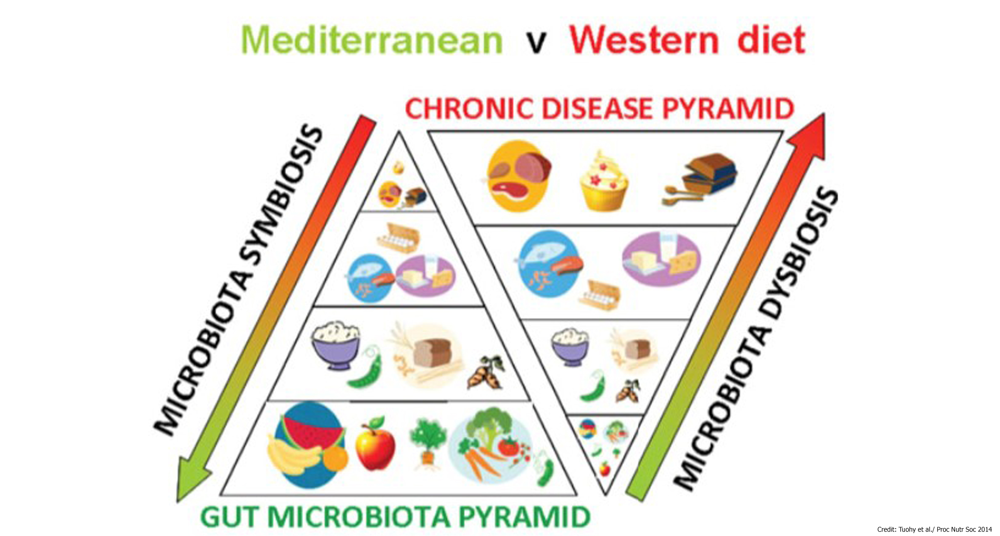 Mediterranean v Western diet
CHRONIC DISEASE PYRAMID
MICROBIOTA SYMBIOSIS
MICROBIOTA DYSBIOSIS
GUT MICROBIOTA PYRAMID
Credit: Tuohy et al./ Proc Nutr Soc 2014